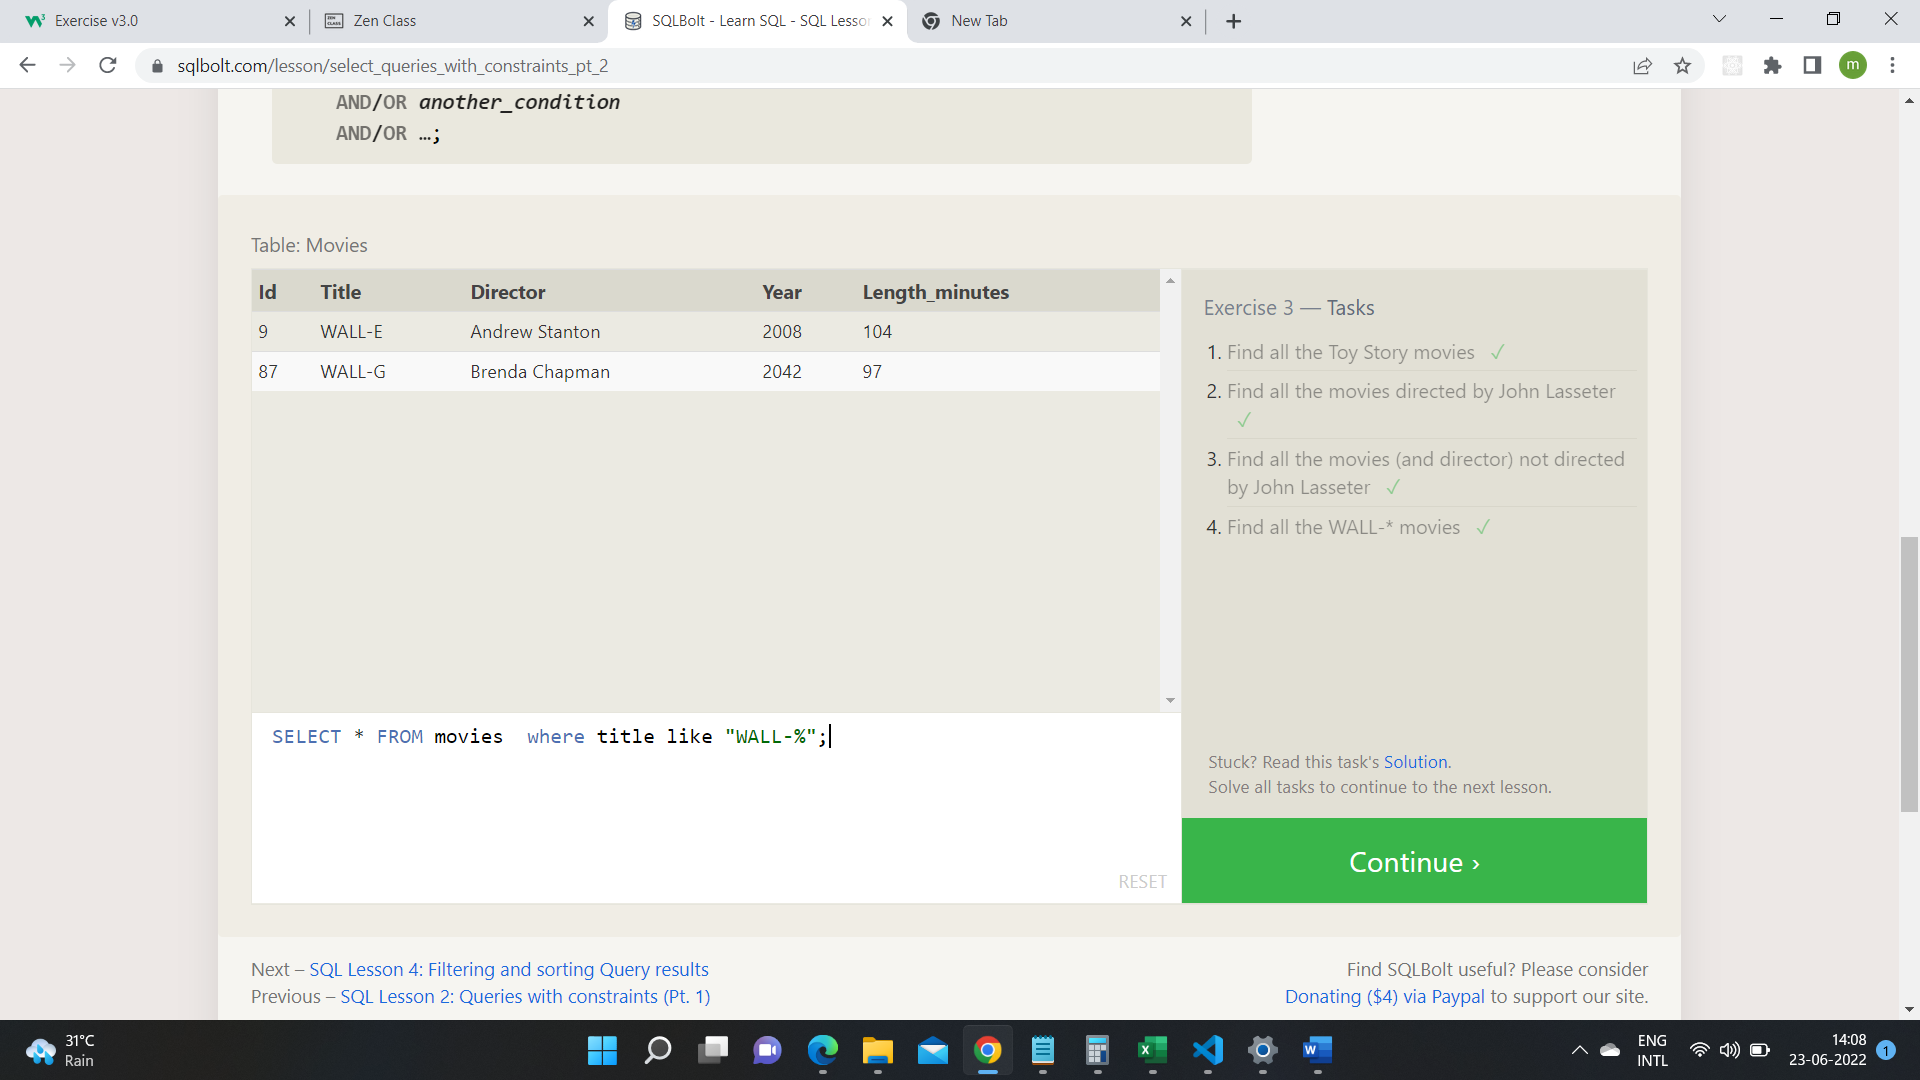 Exercise v3.0
Zen Class
SQLBolt - Learn SQL - SQL Lesso
New Tab
sqlbolt.com/lesson/select_queries_with_constraints_pt_2
m
AND/OR another_condition
AND/OR …;
Table: Movies
Id Title Director Year Length_minutes
9 WALL-E Andrew Stanton 2008 104
87 WALL-G Brenda Chapman 2042 97
Exercise 3 — Tasks
1. Find all the Toy Story movies ✓
2. Find all the movies directed by John Lasseter
✓
3. Find all the movies (and director) not directed
by John Lasseter ✓
4. Find all the WALL-* movies ✓
SELECT * FROM movies  where title like "WALL-%";
RESET
Stuck? Read this task's Solution.
Solve all tasks to continue to the next lesson.
Continue ›
Next – SQL Lesson 4: Filtering and sorting Query results
Previous – SQL Lesson 2: Queries with constraints (Pt. 1)
Find SQLBolt useful? Please consider
Donating ($4) via Paypal to support our site.
31°C
Rain
ENG
INTL
14:08
23-06-2022
1